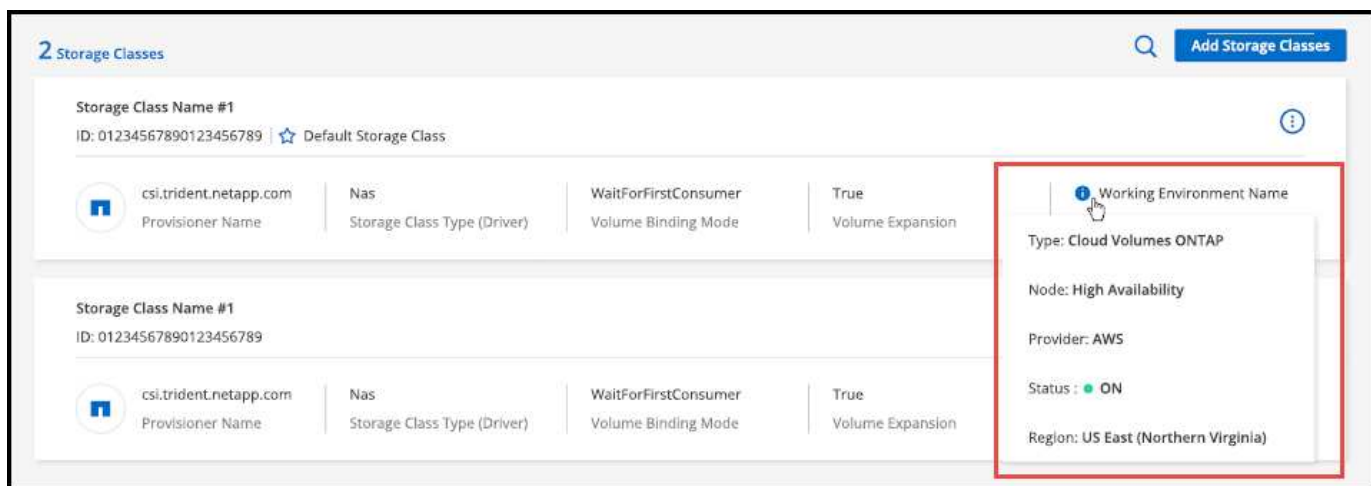 2 Storage Classes
Add Storage Classes
Storage Class Name #1
ID: 01234567890123456789 Default Storage Class
csi.trident.netapp.com Nas WaitForFirstConsumer True Working Environment Name
Provisioner Name Storage Class Type (Driver) Volume Binding Mode Volume Expansion
Type: Cloud Volumes ONTAP
Node: High Availability
Provider: AWS
Status : ON
Region: US East (Northern Virginia)
Storage Class Name #1
ID: 01234567890123456789
csi.trident.netapp.com Nas WaitForFirstConsumer True
Provisioner Name Storage Class Type (Driver) Volume Binding Mode Volume Expansion